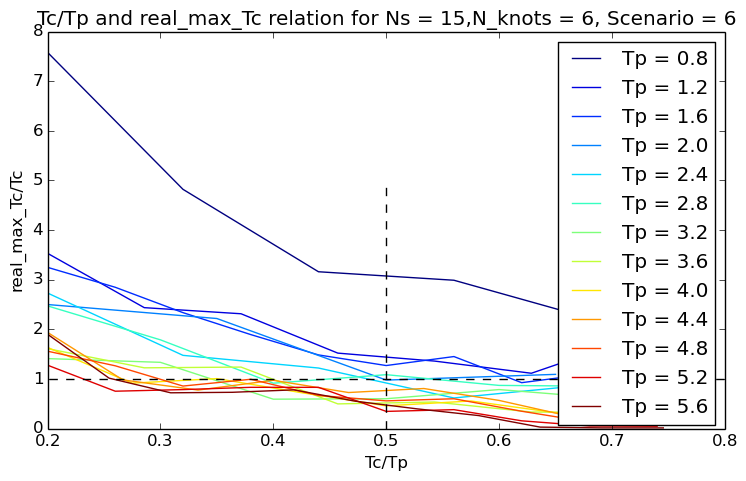 Tc/Tp and real_max_Tc relation for Ns = 15,N_knots = 6, Scenario = 6
8
7
6
5
4
3
2
1
0
real_max_Tc/Tc
Tp = 0.8
Tp = 1.2
Tp = 1.6
Tp = 2.0
Tp = 2.4
Tp = 2.8
Tp = 3.2
Tp = 3.6
Tp = 4.0
Tp = 4.4
Tp = 4.8
Tp = 5.2
Tp = 5.6
0.2 0.3 0.4 0.5 0.6 0.7 0.8
Tc/Tp